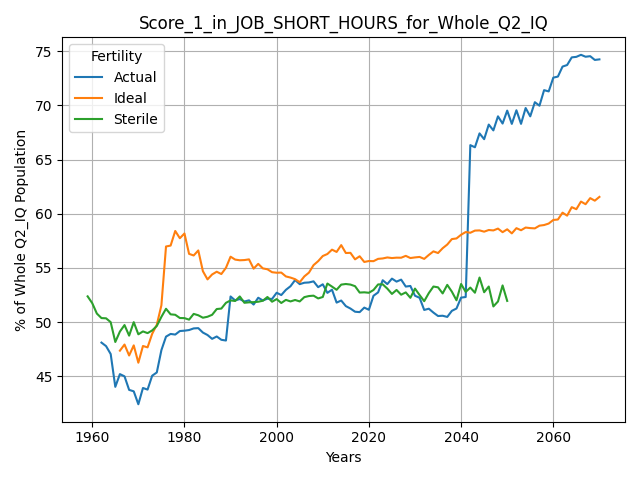 Score_1_in_JOB_SHORT_HOURS_for_Whole_Q2_IQ
% of Whole Q2_IQ Population
75
70
65
60
55
50
45
Fertility
Actual
Ideal
Sterile
1960 1980 2000 2020 2040 2060
Years